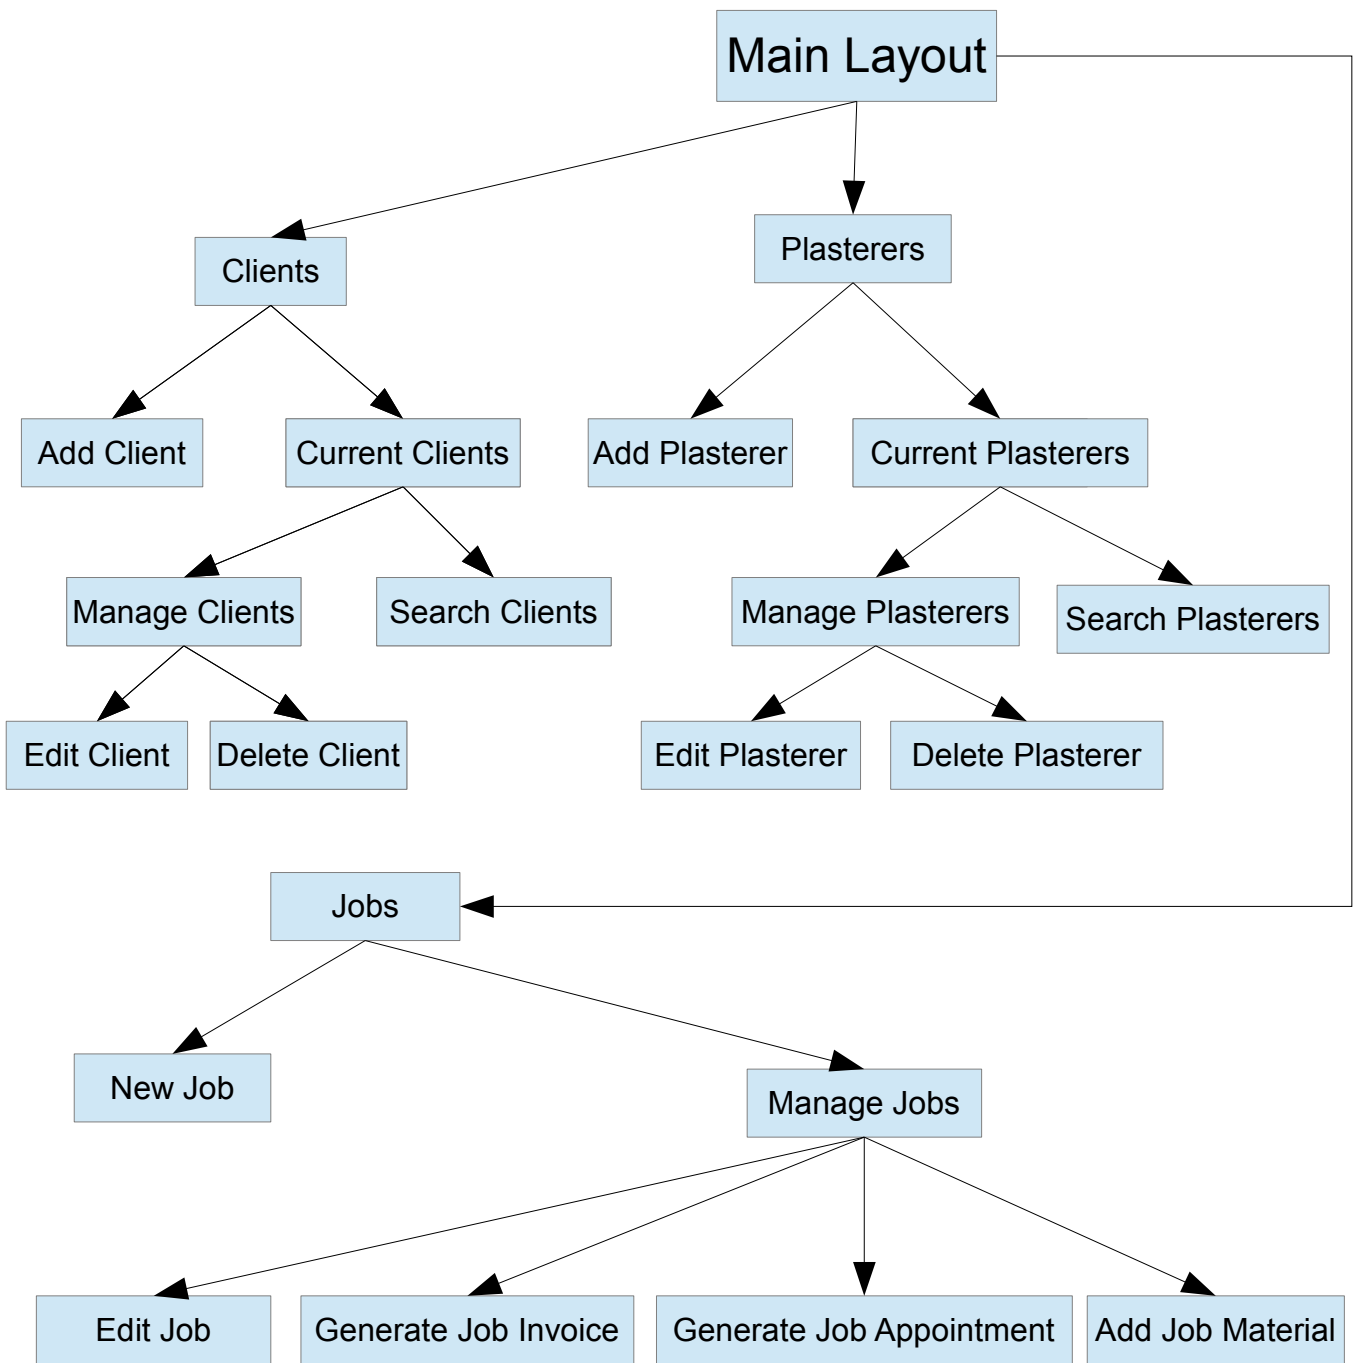 Main Layout
Clients
Plasterers
Add Client
Current Clients
Add Plasterer
Current Plasterers
Manage Clients
Search Clients
Manage Plasterers
Search Plasterers
Edit Client
Delete Client
Edit Plasterer
Delete Plasterer
Jobs
New Job
Manage Jobs
Edit Job
Generate Job Invoice
Generate Job Appointment
Add Job Material